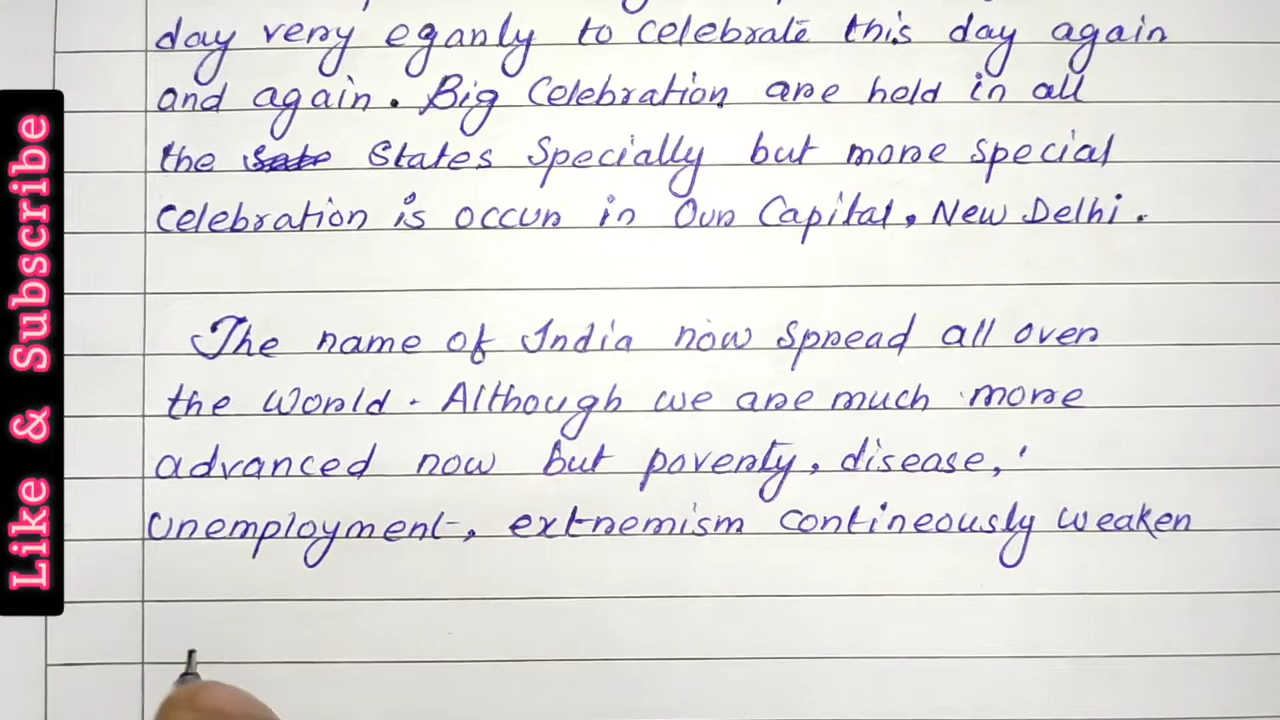 day very eganly to celebrate this day again
and again. Big Celebration are held in all
the States Specially but more special
celebration is occur in Our Capital, New Delhi.
The name of India now spread all over
the World. Although we are much more
advanced now but poverty, disease,
Unemployment, extremism contineously weaken
Like & Subscribe